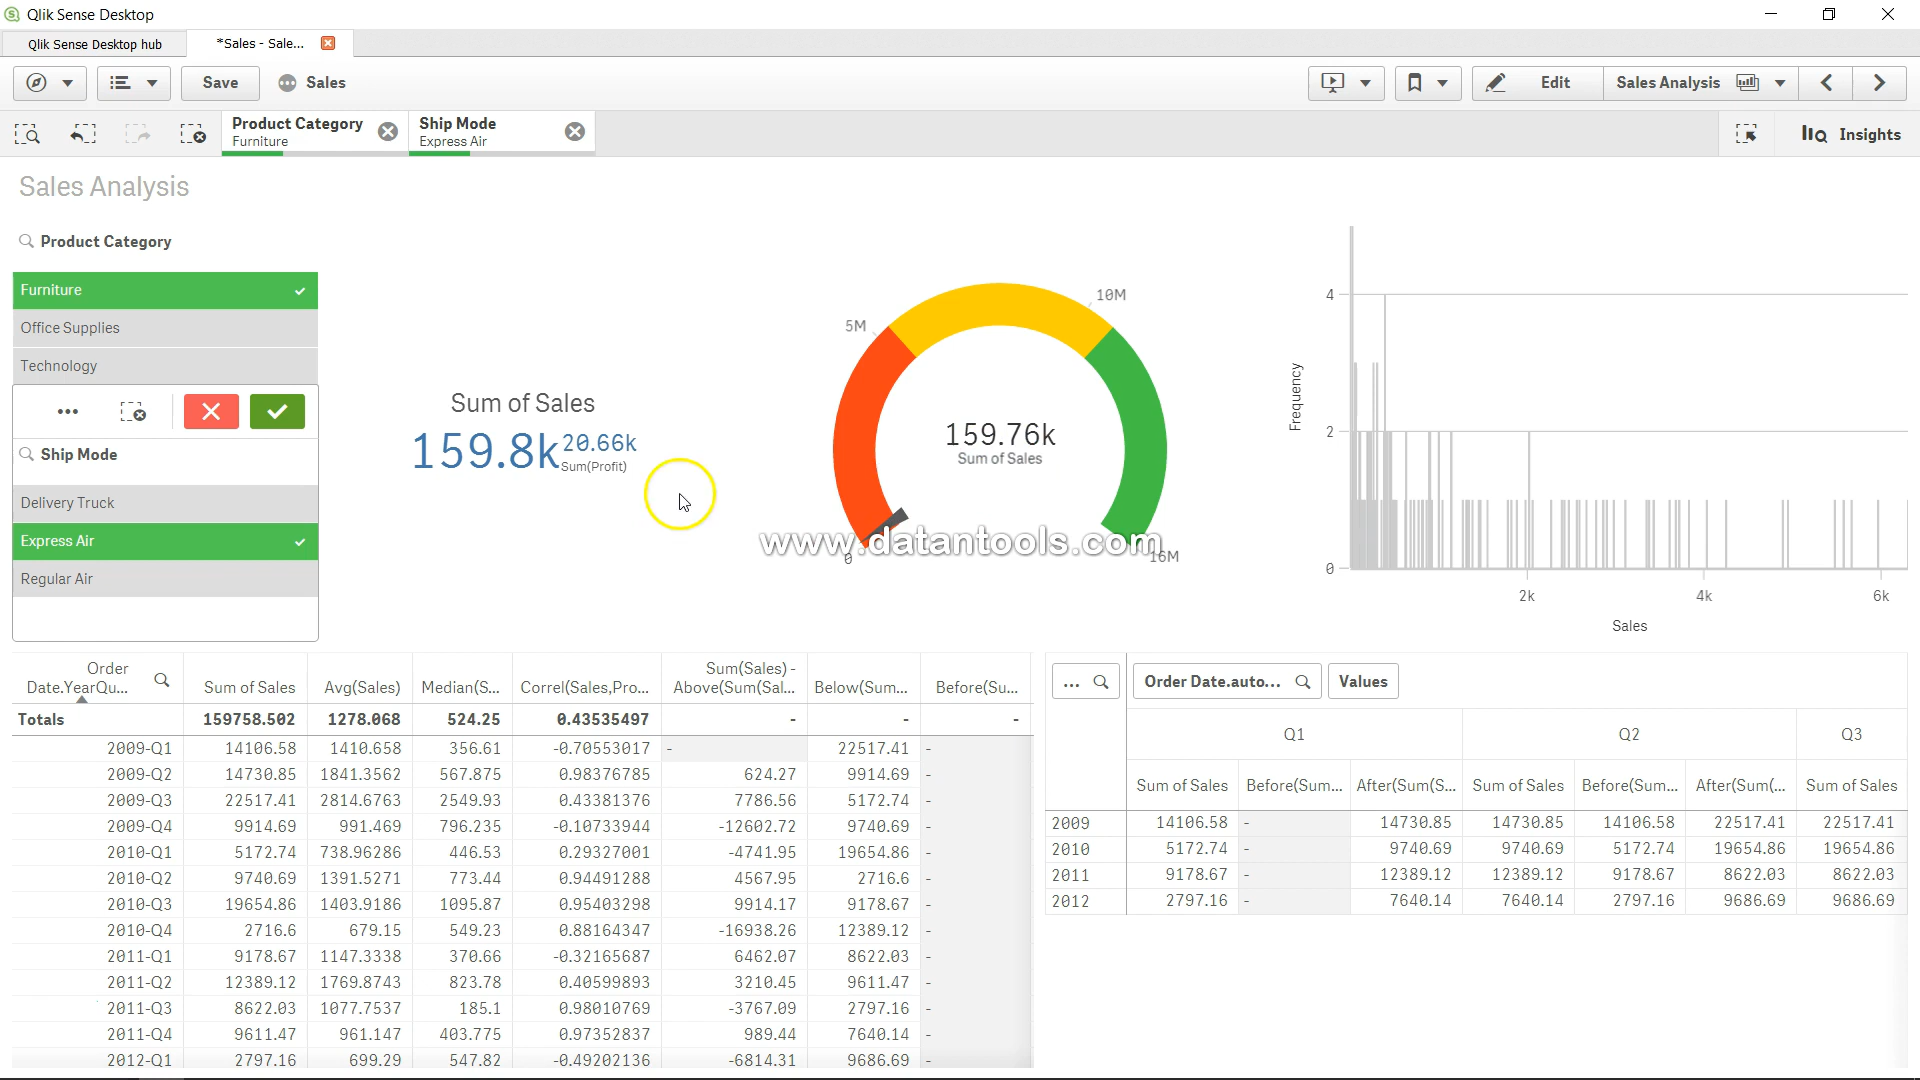 Qlik Sense Desktop
Qlik Sense Desktop hub
*Sales - Sale...
Save
Sales
Edit
Sales Analysis
Product Category
Furniture
Ship Mode
Express Air
Insights
Sales Analysis
Product Category
Furniture
Office Supplies
Technology
...
Ship Mode
Delivery Truck
Express Air
Regular Air
Sum of Sales
159.8k
20.66k
Sum(Profit)
0
5M
10M
16M
159.76k
Sum of Sales
www.datantools.com
Frequency
4
2
0
2k 4k 6k
Sales
Order Date.YearQu... Sum of Sales Avg(Sales) Median(S... Correl(Sales,Pro... Sum(Sales) - Above(Sum(Sal... Below(Sum... Before(Su...
Totals 159758.502 1278.068 524.25 0.43535497 - - -
2009-Q1 14106.58 1410.658 356.61 -0.70553017 - 22517.41 -
2009-Q2 14730.85 1841.3562 567.875 0.98376785 624.27 9914.69 -
2009-Q3 22517.41 2814.6763 2549.93 0.43381376 7786.56 5172.74 -
2009-Q4 9914.69 991.469 796.235 -0.10733944 -12602.72 9740.69 -
2010-Q1 5172.74 738.96286 446.53 0.29327001 -4741.95 19654.86 -
2010-Q2 9740.69 1391.5271 773.44 0.94491288 4567.95 2716.6 -
2010-Q3 19654.86 1403.9186 1095.87 0.95403298 9914.17 9178.67 -
2010-Q4 2716.6 679.15 549.23 0.88164347 -16938.26 12389.12 -
2011-Q1 9178.67 1147.3338 370.66 -0.32165687 6462.07 8622.03 -
2011-Q2 12389.12 1769.8743 823.78 0.40599893 3210.45 9611.47 -
2011-Q3 8622.03 1077.7537 185.1 0.98010769 -3767.09 2797.16 -
2011-Q4 9611.47 961.147 403.775 0.97352837 989.44 7640.14 -
2012-Q1 2797.16 699.29 547.82 -0.49202136 -6814.31 9686.69 -
... Order Date.auto... Values
Q1 Q2 Q3
Sum of Sales Before(Sum... After(Sum(S... Sum of Sales Before(Sum... After(Sum(... Sum of Sales
2009 14106.58 - 14730.85 14730.85 14106.58 22517.41 22517.41
2010 5172.74 - 9740.69 9740.69 5172.74 19654.86 19654.86
2011 9178.67 - 12389.12 12389.12 9178.67 8622.03 8622.03
2012 2797.16 - 7640.14 7640.14 2797.16 9686.69 9686.69